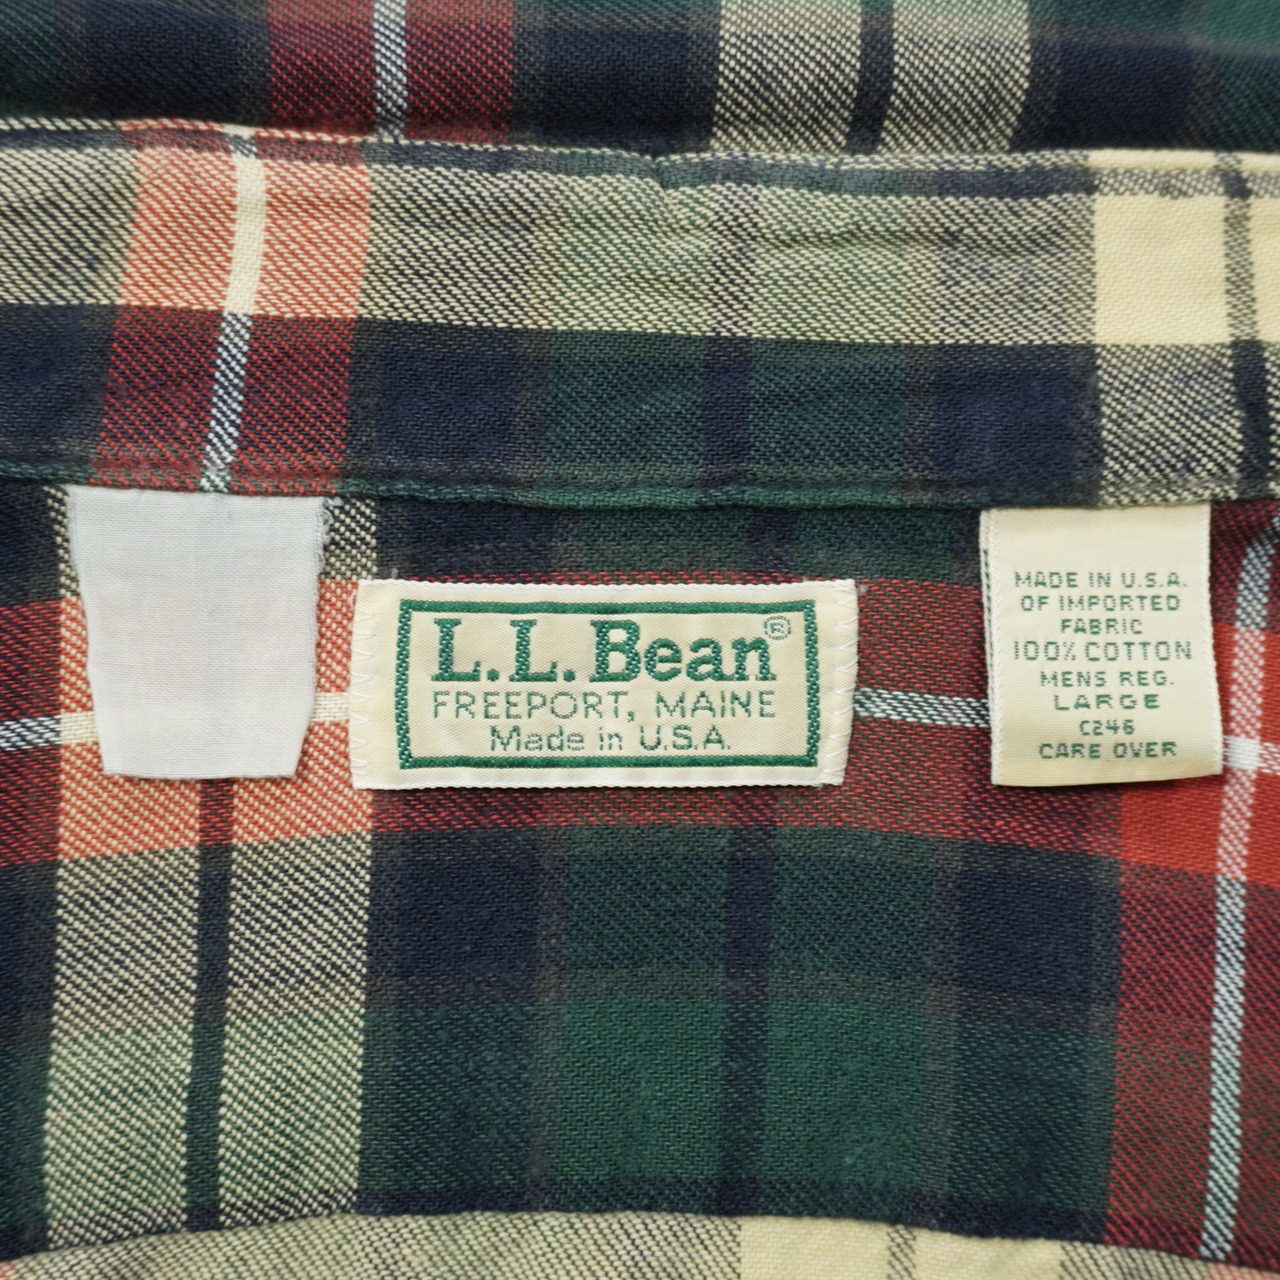 L.L.Bean®
FREEPORT, MAINE
Made in U.S.A.
MADE IN U.S.A.
OF IMPORTED
FABRIC
100% COTTON
MENS REG.
LARGE
C246
CARE OVER